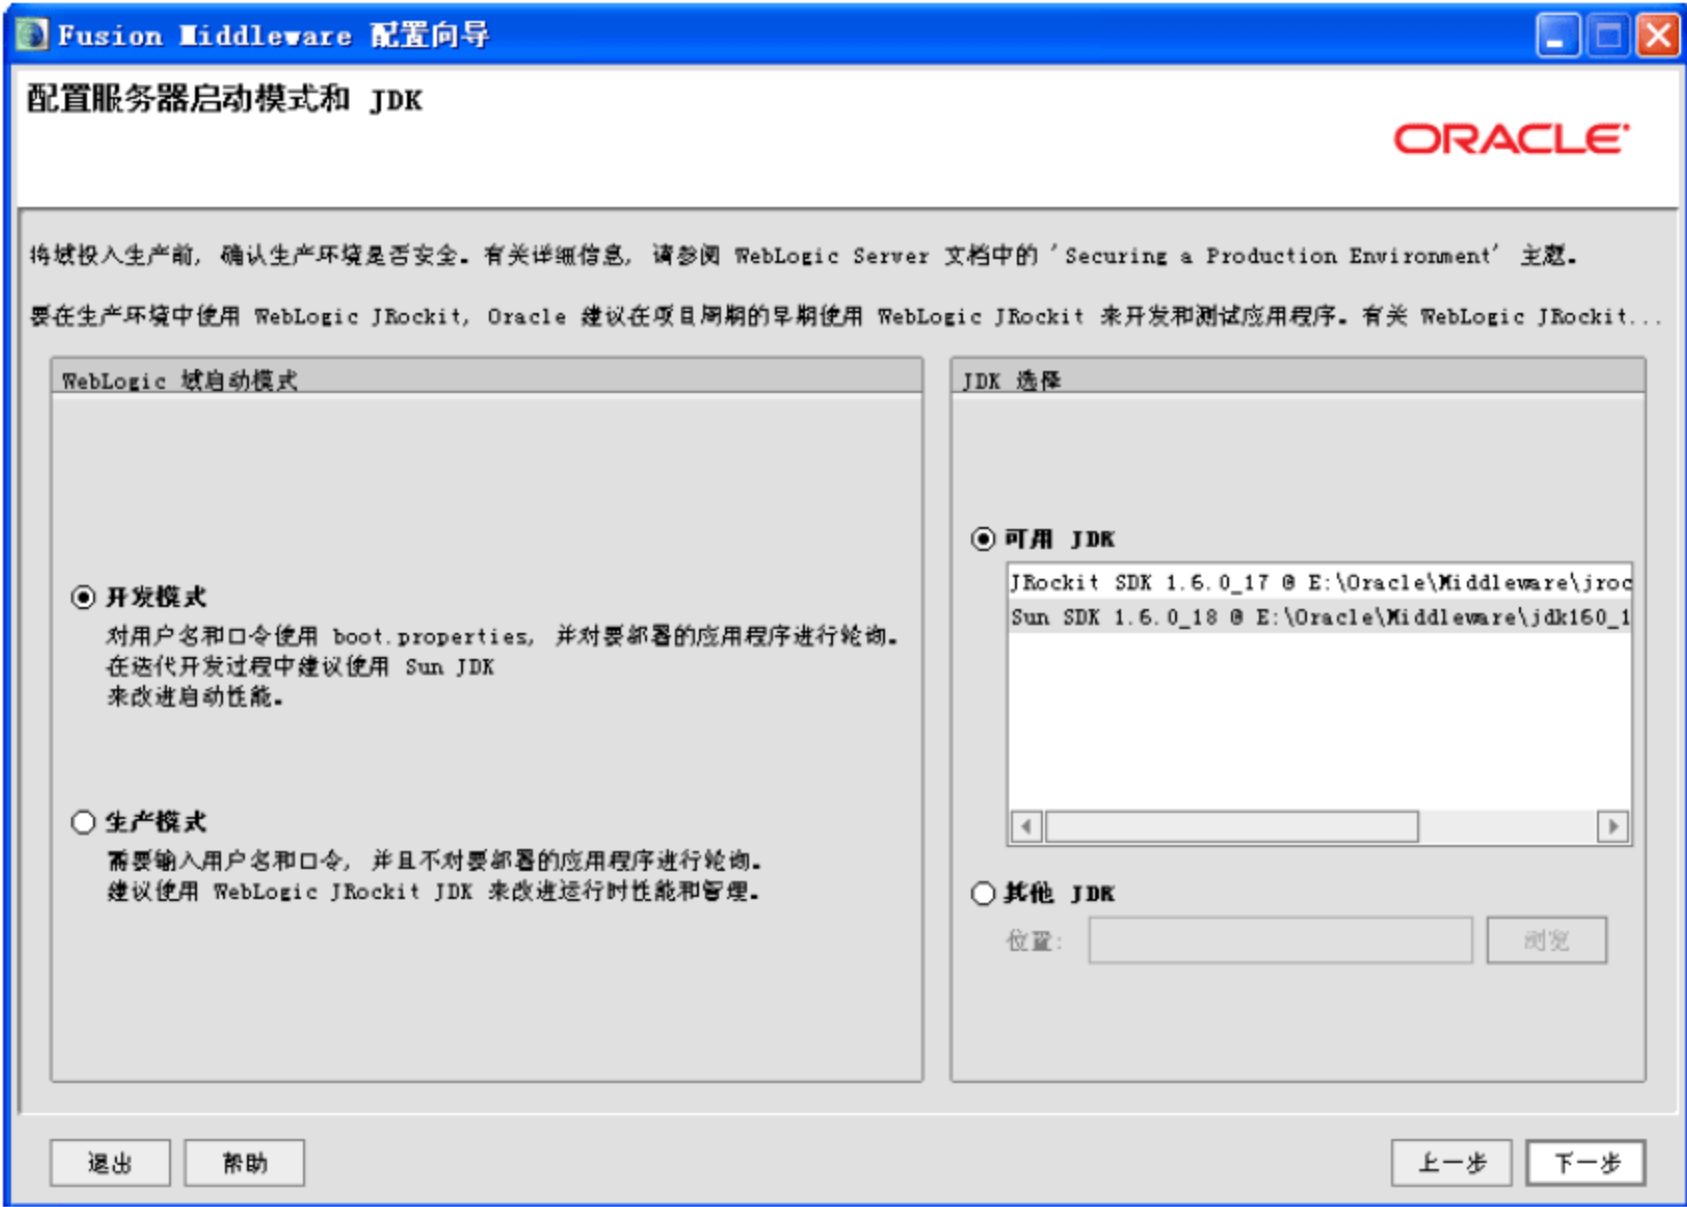 Fusion Middleware 配置向导
配置服务器启动模式和 JDK
ORACLE
将域投入生产前, 确认生产环境是否安全。有关详细信息, 请参阅 WebLogic Server 文档中的 'Securing a Production Environment' 主题。
要在生产环境中使用 WebLogic JRockit, Oracle 建议在项目周期的早期使用 WebLogic JRockit 来开发和测试应用程序。有关 WebLogic JRockit...
WebLogic 域启动模式
开发模式
对用户名和口令使用 boot.properties, 并对要部署的应用程序进行轮询。
在迭代开发过程中建议使用 Sun JDK
来改进启动性能。
生产模式
需要输入用户名和口令, 并且不对要部署的应用程序进行轮询。
建议使用 WebLogic JRockit JDK 来改进运行时性能和管理。
JDK 选择
可用 JDK
JRockit SDK 1.6.0_17 @ E:\Oracle\Middleware\jroc
Sun SDK 1.6.0_18 @ E:\Oracle\Middleware\jdk160_1
其他 JDK
位置:
浏览
退出
帮助
上一步
下一步